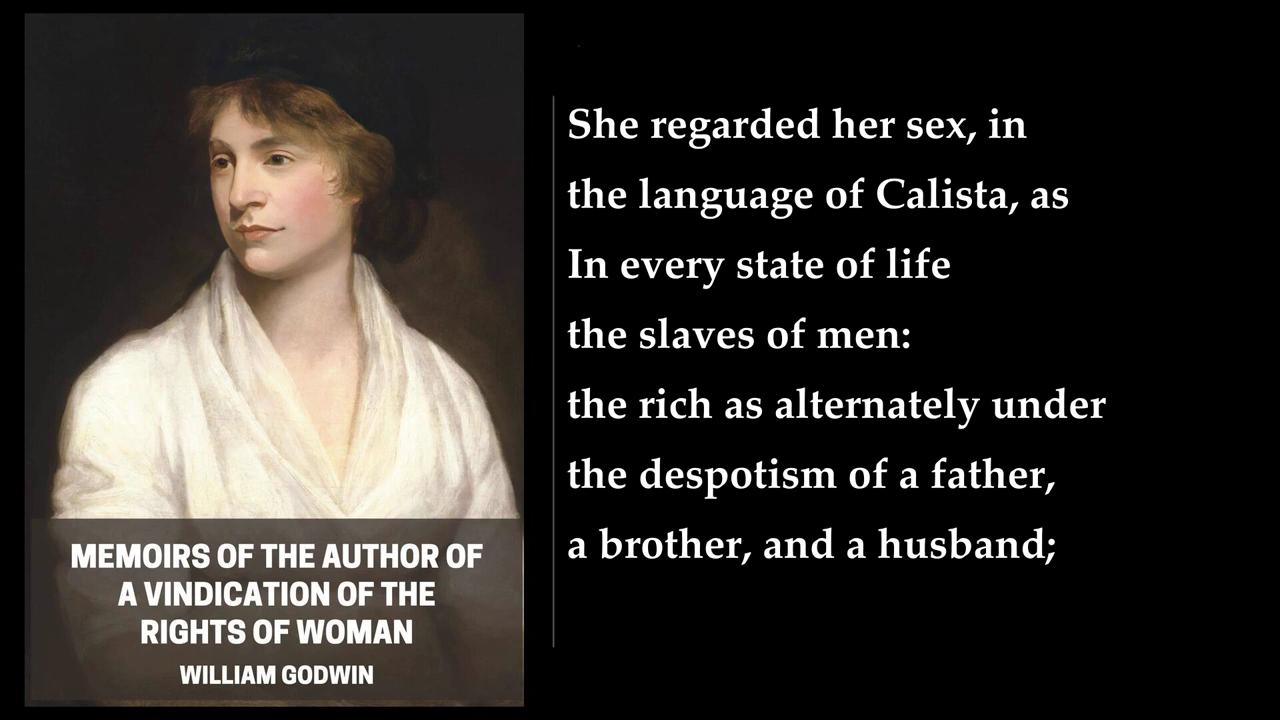 MEMOIRS OF THE AUTHOR OF
A VINDICATION OF THE
RIGHTS OF WOMAN
WILLIAM GODWIN
She regarded her sex, in
the language of Calista, as
In every state of life
the slaves of men:
the rich as alternately under
the despotism of a father,
a brother, and a husband;